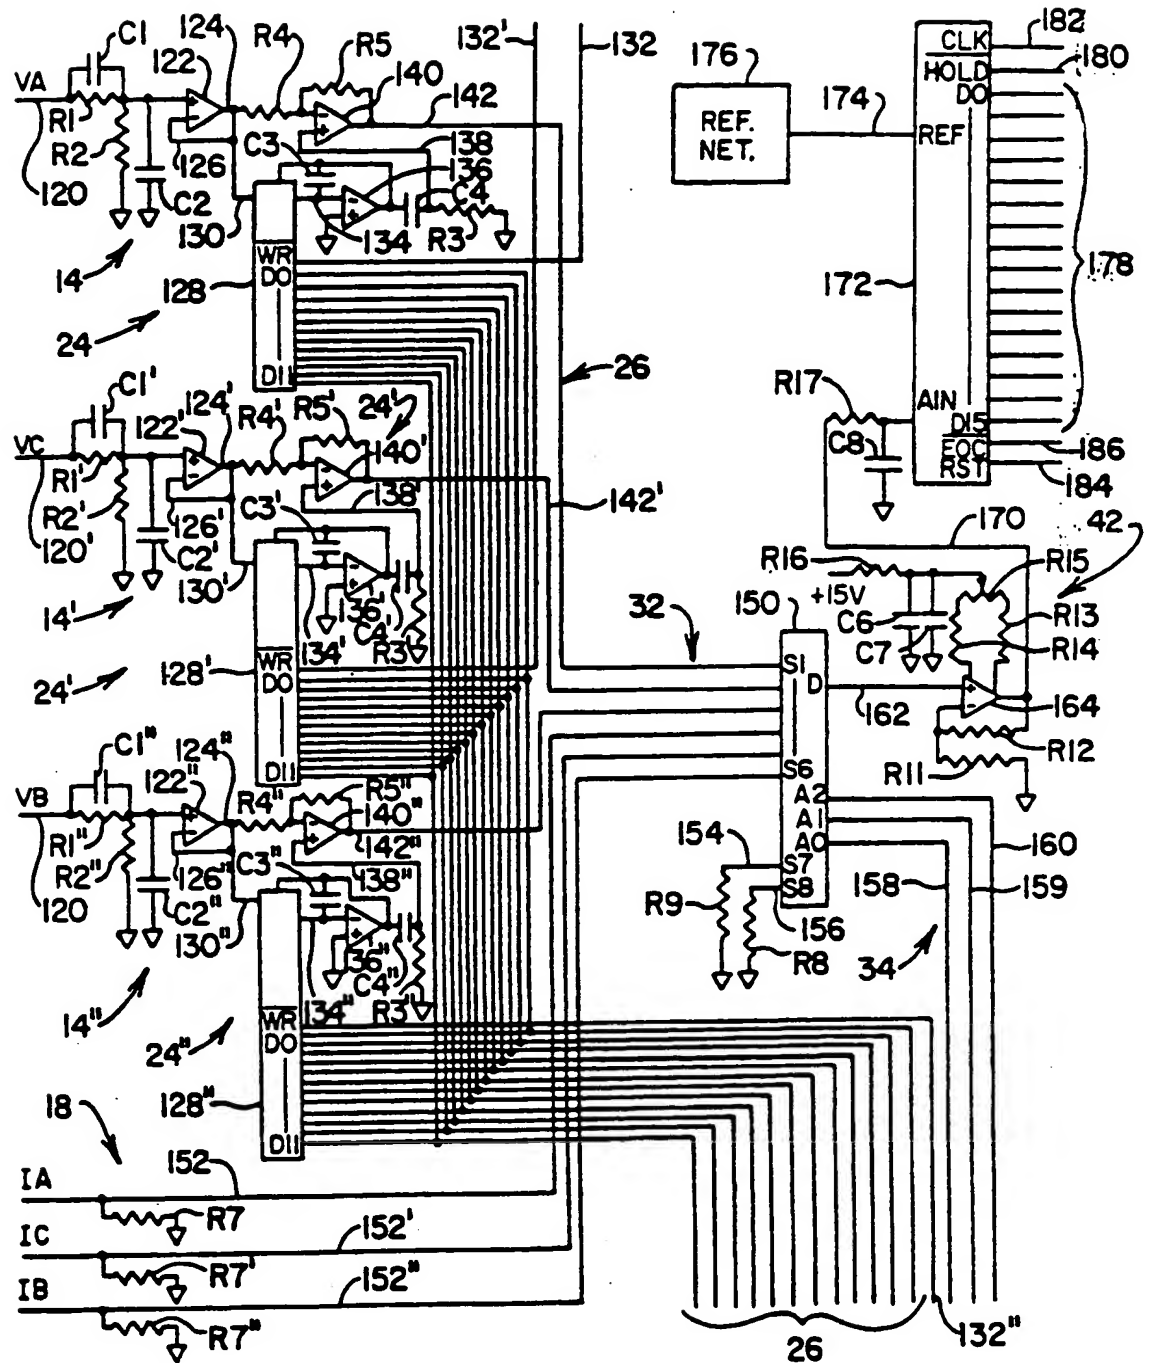 C1 124 R4 132' 132 182
122 R5 176 CLK
VA 140 HOLD 180
142 174 DO
R1 REF. NET. REF
R2 126 C3 138
136
120 C2 130 134 C4 R3
14 WR
DO 172 178
128
24
26
C1' D11 R17 AIN
124' R5' 24' D15
122' R4' 140' C8 EOC 186
VC RST
R1' 138' 184
R2' 126' C3' 142' 170 42
120' C2' R16 R15
130' 136' 32 150 +15V
14' C4' C6 R13
134' R3' C7 R14
WR S1
128' DO D
24' 162 164
C1" 124" R12
122" D11 S6 R11
R5"
VB R4" 140" A2
R1" 142" 154 A1
R2" 126" C3" 138" A0 160
S7
120 C2" S8 158 159
130" 136" R9 156
C4" R8
14" 134" R3" 34
WR
24" DO
18 128"
D11
152
IA
R7
IC 152'
R7'
IB 152"
R7" 26 132"